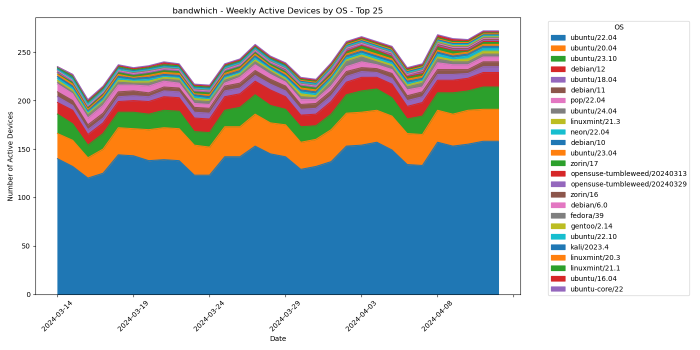 bandwhich - Weekly Active Devices by OS - Top 25
Number of Active Devices
250
200
150
100
50
0
2024-03-14
2024-03-19
2024-03-24
2024-03-29
2024-04-03
2024-04-08
Date
OS
ubuntu/22.04
ubuntu/20.04
ubuntu/23.10
debian/12
ubuntu/18.04
debian/11
pop/22.04
ubuntu/24.04
linuxmint/21.3
neon/22.04
debian/10
ubuntu/23.04
zorin/17
opensuse-tumbleweed/20240313
opensuse-tumbleweed/20240329
zorin/16
debian/6.0
fedora/39
gentoo/2.14
ubuntu/22.10
kali/2023.4
linuxmint/20.3
linuxmint/21.1
ubuntu/16.04
ubuntu-core/22